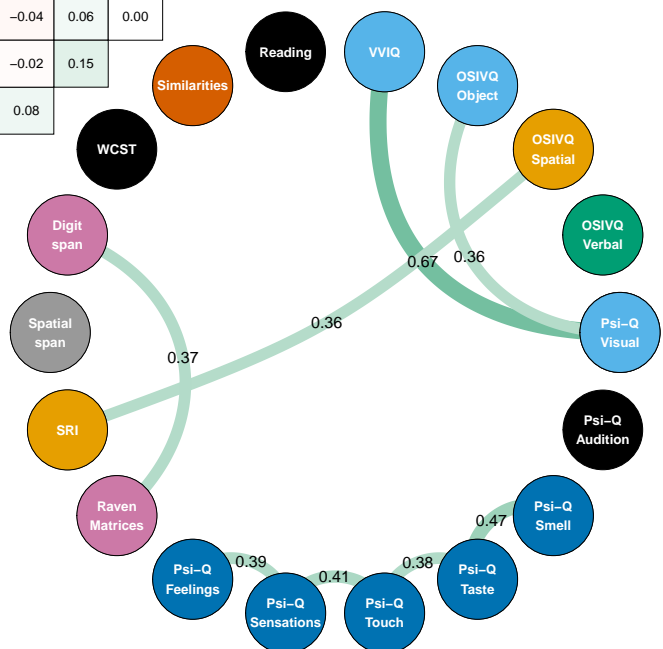 −0.04 0.06 0.00
−0.02 0.15
0.08
Reading
VVIQ
Similarities
OSIVQ
Object
WCST
OSIVQ
Spatial
Digit
span
OSIVQ
Verbal
0.67
0.36
Spatial
span
0.36
Psi−Q
Visual
0.37
SRI
Psi−Q
Audition
Raven
Matrices
Psi−Q
Smell
0.47
0.39
0.41
0.38
Psi−Q
Feelings
Psi−Q
Taste
Psi−Q
Sensations
Psi−Q
Touch